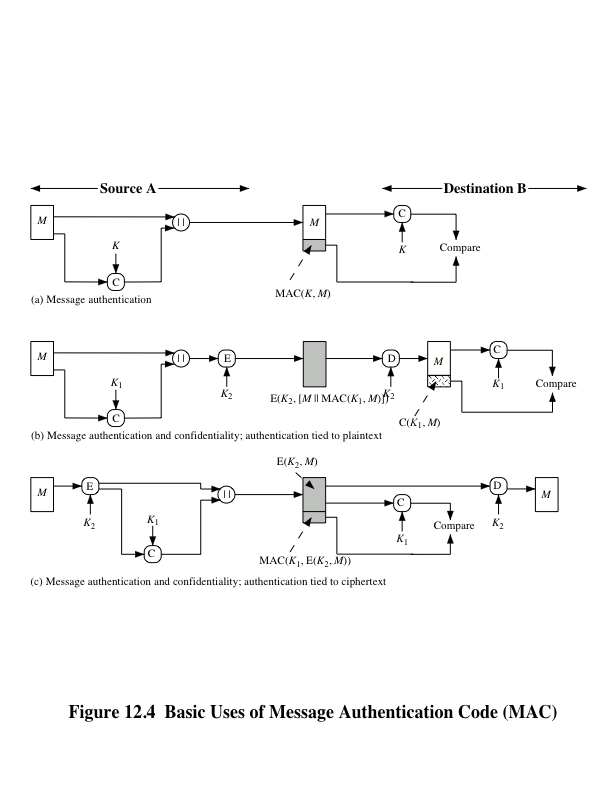 Source A
Destination B
M
||
M
C
K
K
Compare
C
MAC(K, M)
(a) Message authentication
M
||
E
D
M
C
K1
K2
E(K2, [M || MAC(K1, M)])
K2
K1
Compare
C
C(K1, M)
(b) Message authentication and confidentiality; authentication tied to plaintext
E(K2, M)
M
E
||
D
M
C
K2
K1
K1
Compare
K2
C
MAC(K1, E(K2, M))
(c) Message authentication and confidentiality; authentication tied to ciphertext
Figure 12.4 Basic Uses of Message Authentication Code (MAC)